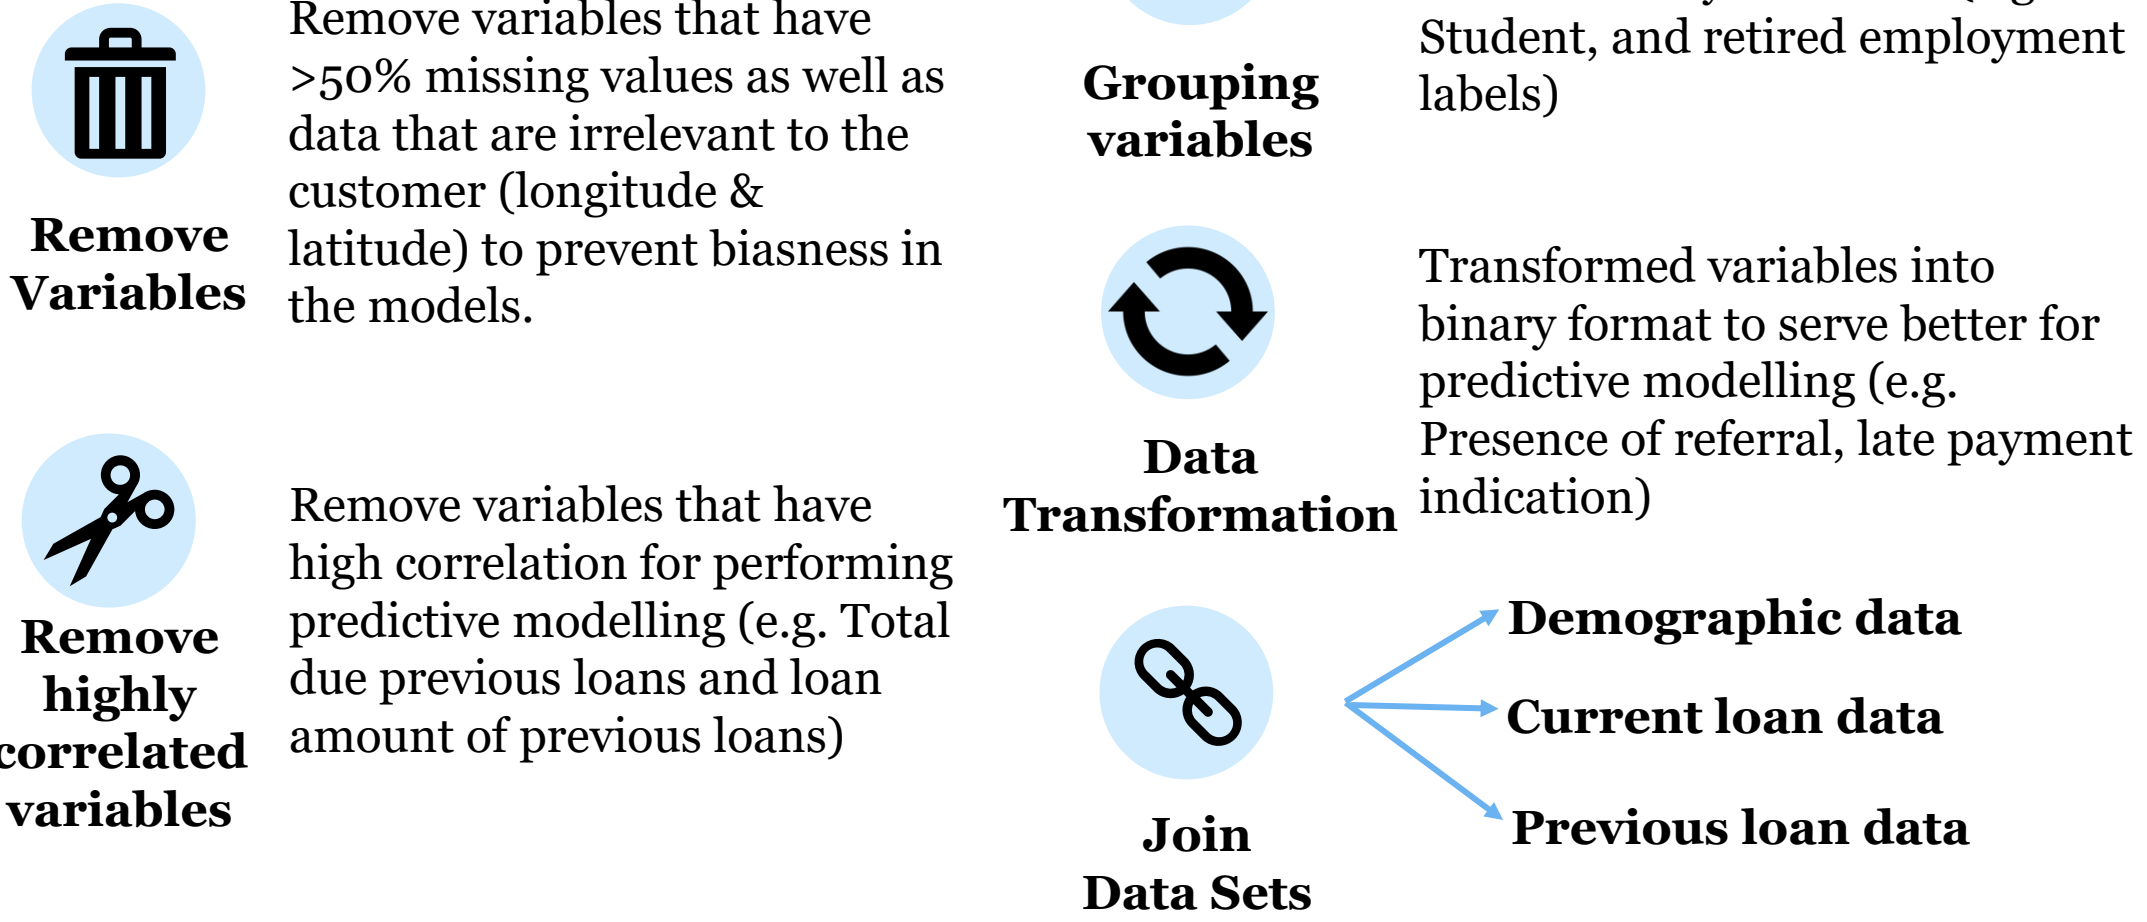 Remove variables that have
>50% missing values as well as
data that are irrelevant to the
customer (longitude &
latitude) to prevent biasness in
the models.
Remove
Variables
Remove variables that have
high correlation for performing
predictive modelling (e.g. Total
due previous loans and loan
amount of previous loans)
Remove
highly
correlated
variables
Student, and retired employment
labels)
Grouping
variables
Transformed variables into
binary format to serve better for
predictive modelling (e.g.
Presence of referral, late payment
indication)
Data
Transformation
Demographic data
Current loan data
Previous loan data
Join
Data Sets